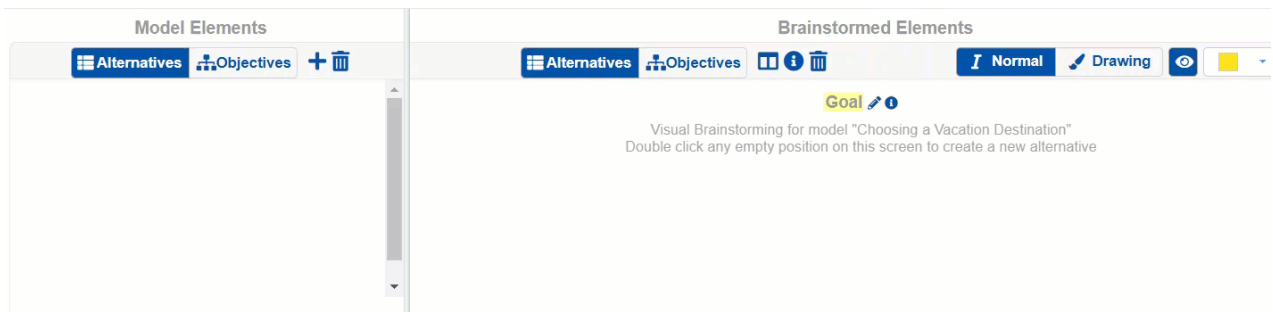 Model Elements
Alternatives Objectives
Brainstormed Elements
Alternatives Objectives Normal Drawing
Goal
Visual Brainstorming for model "Choosing a Vacation Destination"
Double click any empty position on this screen to create a new alternative